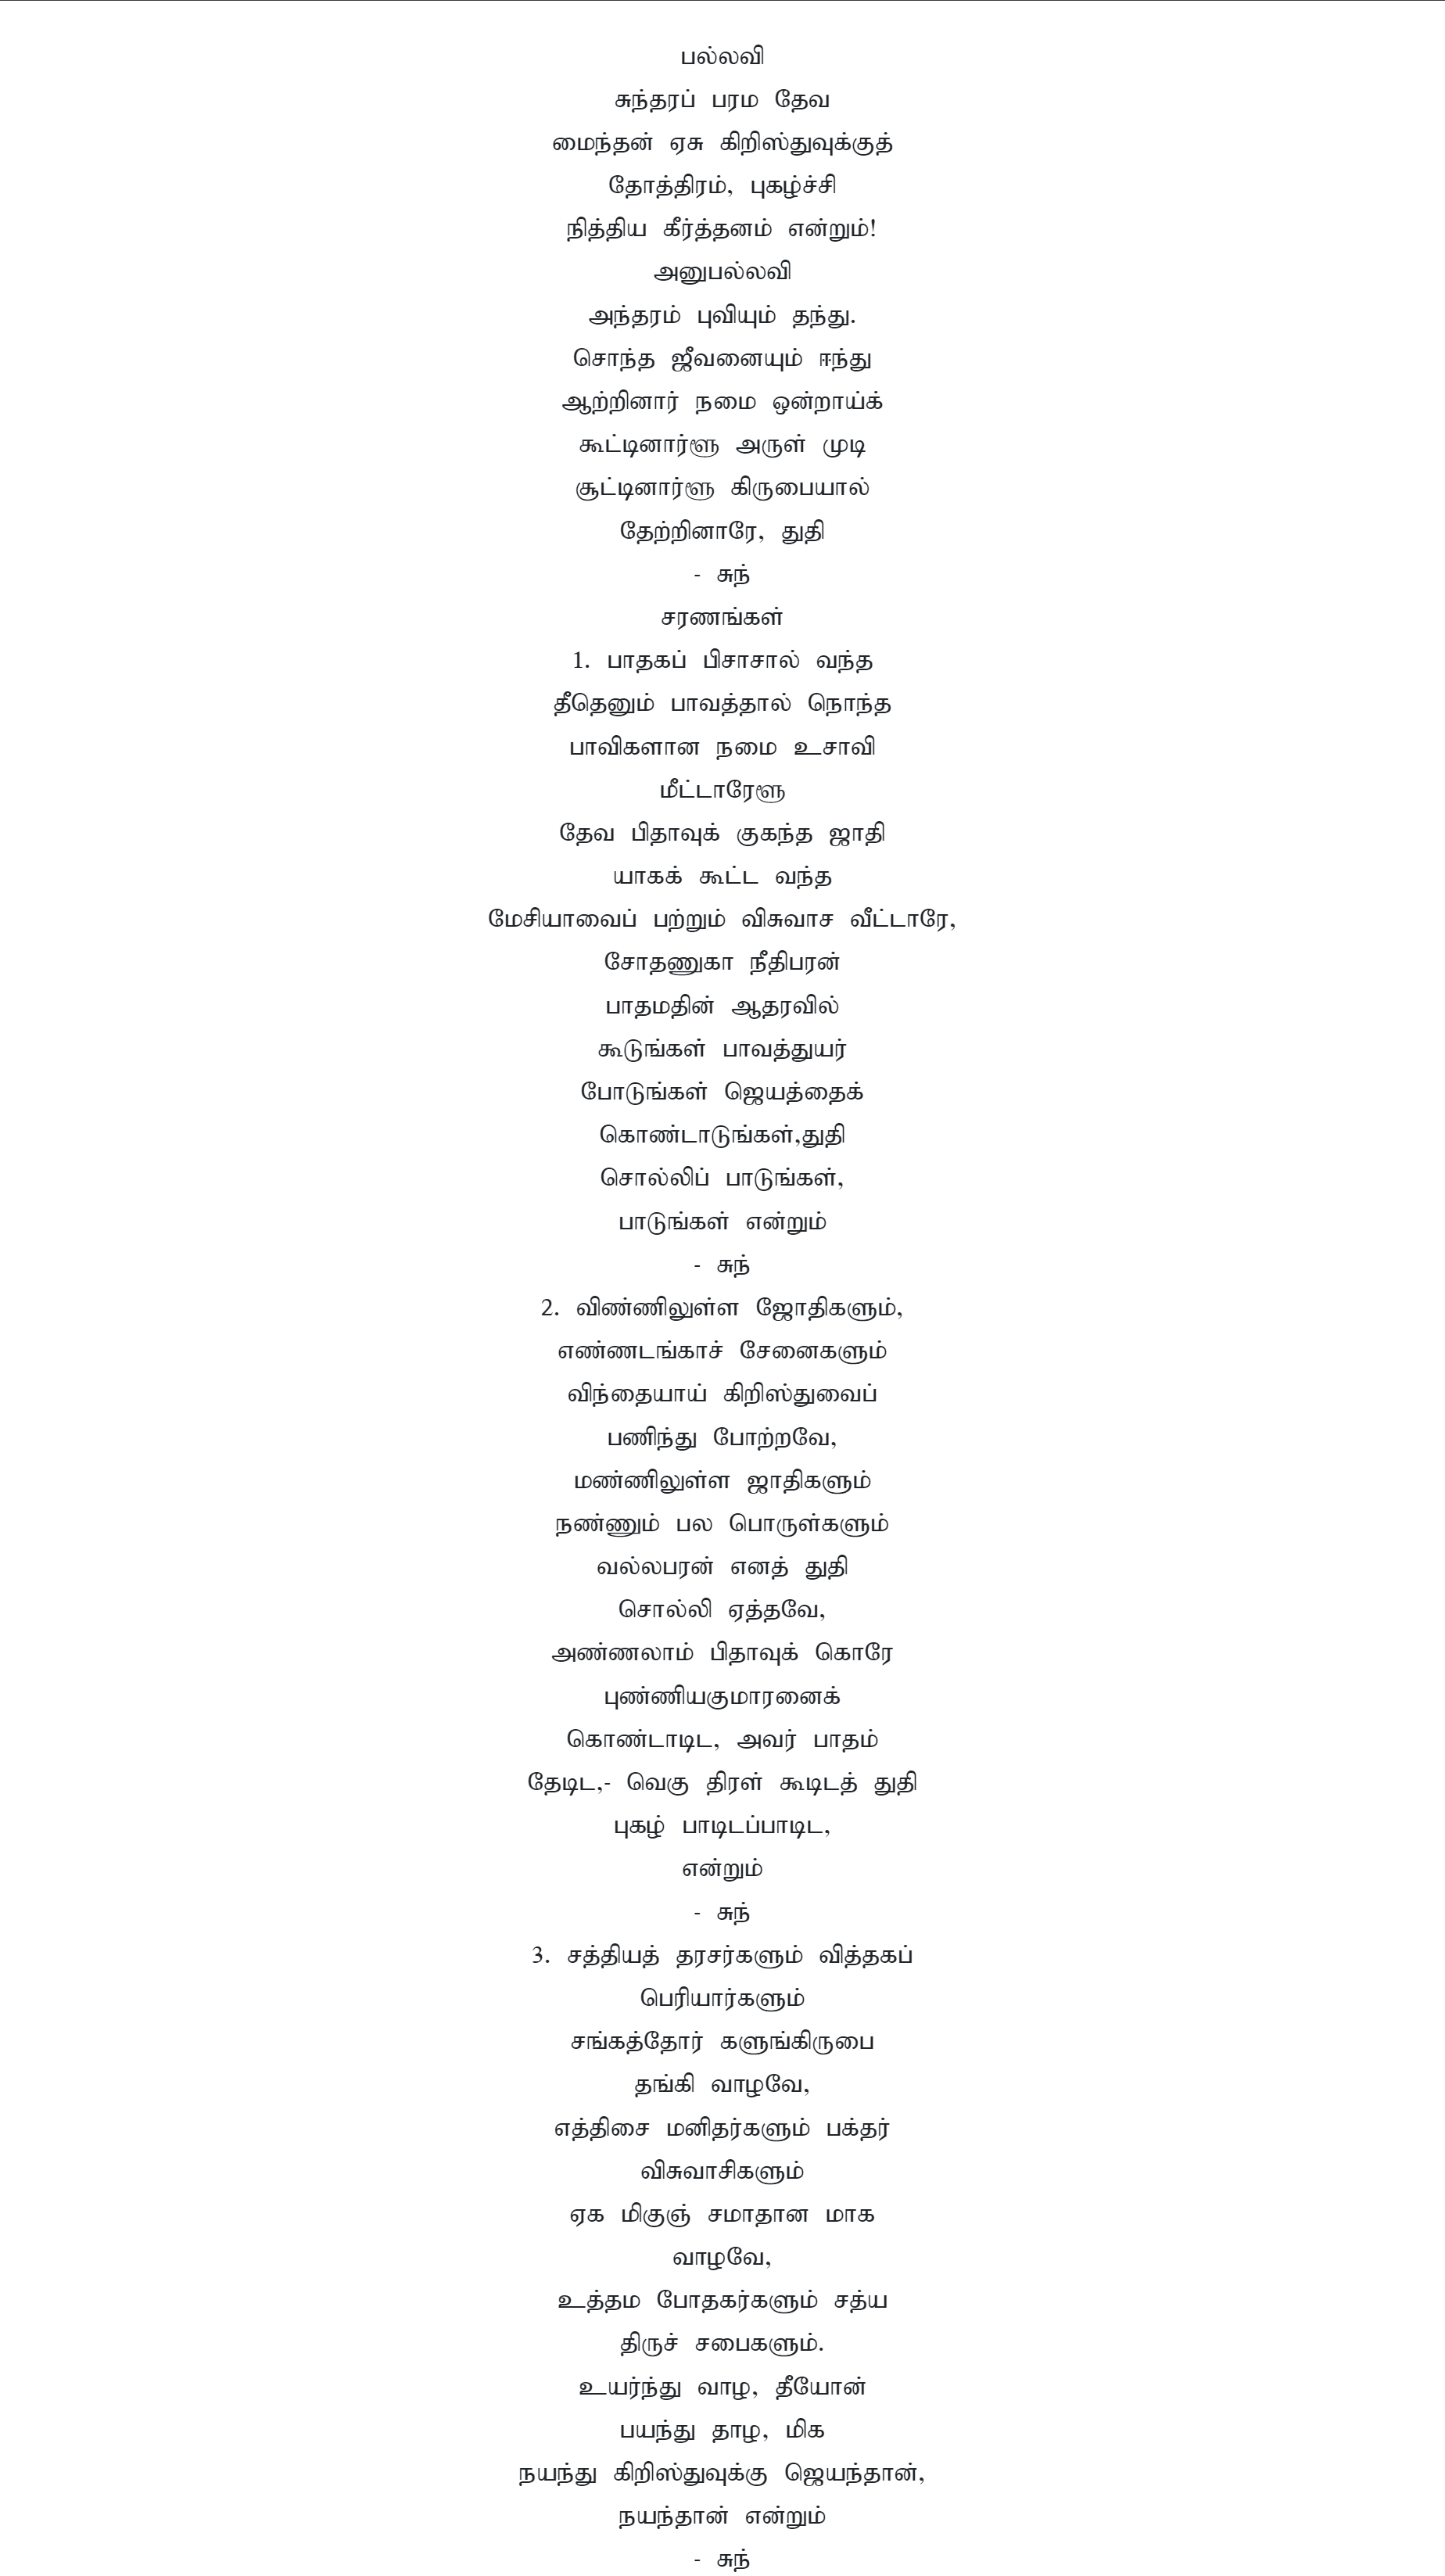 பல்லவி
சுந்தரப் பரம தேவ
மைந்தன் ஏசு கிறிஸ்துவுக்குத்
தோத்திரம், புகழ்ச்சி
நித்திய கீர்த்தனம் என்றும்!
அனுபல்லவி
அந்தரம் புவியும் தந்து.
சொந்த ஜீவனையும் ஈந்து
ஆற்றினார் நமை ஒன்றாய்க்
கூட்டினார்ளூ அருள் முடி
சூட்டினார்ளூ கிருபையால்
தேற்றினாரே, துதி
- சுந்
சரணங்கள்
1. பாதகப் பிசாசால் வந்த
தீதெனும் பாவத்தால் நொந்த
பாவிகளான நமை உசாவி
மீட்டாரேளூ
தேவ பிதாவுக் குகந்த ஜாதி
யாகக் கூட்ட வந்த
மேசியாவைப் பற்றும் விசுவாச வீட்டாரே,
சோதணுகா நீதிபரன்
பாதமதின் ஆதரவில்
கூடுங்கள் பாவத்துயர்
போடுங்கள் ஜெயத்தைக்
கொண்டாடுங்கள்,துதி
சொல்லிப் பாடுங்கள்,
பாடுங்கள் என்றும்
- சுந்
2. விண்ணிலுள்ள ஜோதிகளும்,
எண்ணடங்காச் சேனைகளும்
விந்தையாய் கிறிஸ்துவைப்
பணிந்து போற்றவே,
மண்ணிலுள்ள ஜாதிகளும்
நண்ணும் பல பொருள்களும்
வல்லபரன் எனத் துதி
சொல்லி ஏத்தவே,
அண்ணலாம் பிதாவுக் கொரே
புண்ணியகுமாரனைக்
கொண்டாடிட, அவர் பாதம்
தேடிட,- வெகு திரள் கூடிடத் துதி
புகழ் பாடிடப்பாடிட,
என்றும்
- சுந்
3. சத்தியத் தரசர்களும் வித்தகப்
பெரியார்களும்
சங்கத்தோர் களுங்கிருபை
தங்கி வாழவே,
எத்திசை மனிதர்களும் பக்தர்
விசுவாசிகளும்
ஏக மிகுஞ் சமாதான மாக
வாழவே,
உத்தம போதகர்களும் சத்ய
திருச் சபைகளும்.
உயர்ந்து வாழ, தீயோன்
பயந்து தாழ, மிக
நயந்து கிறிஸ்துவுக்கு ஜெயந்தான்,
நயந்தான் என்றும்
- சுந்